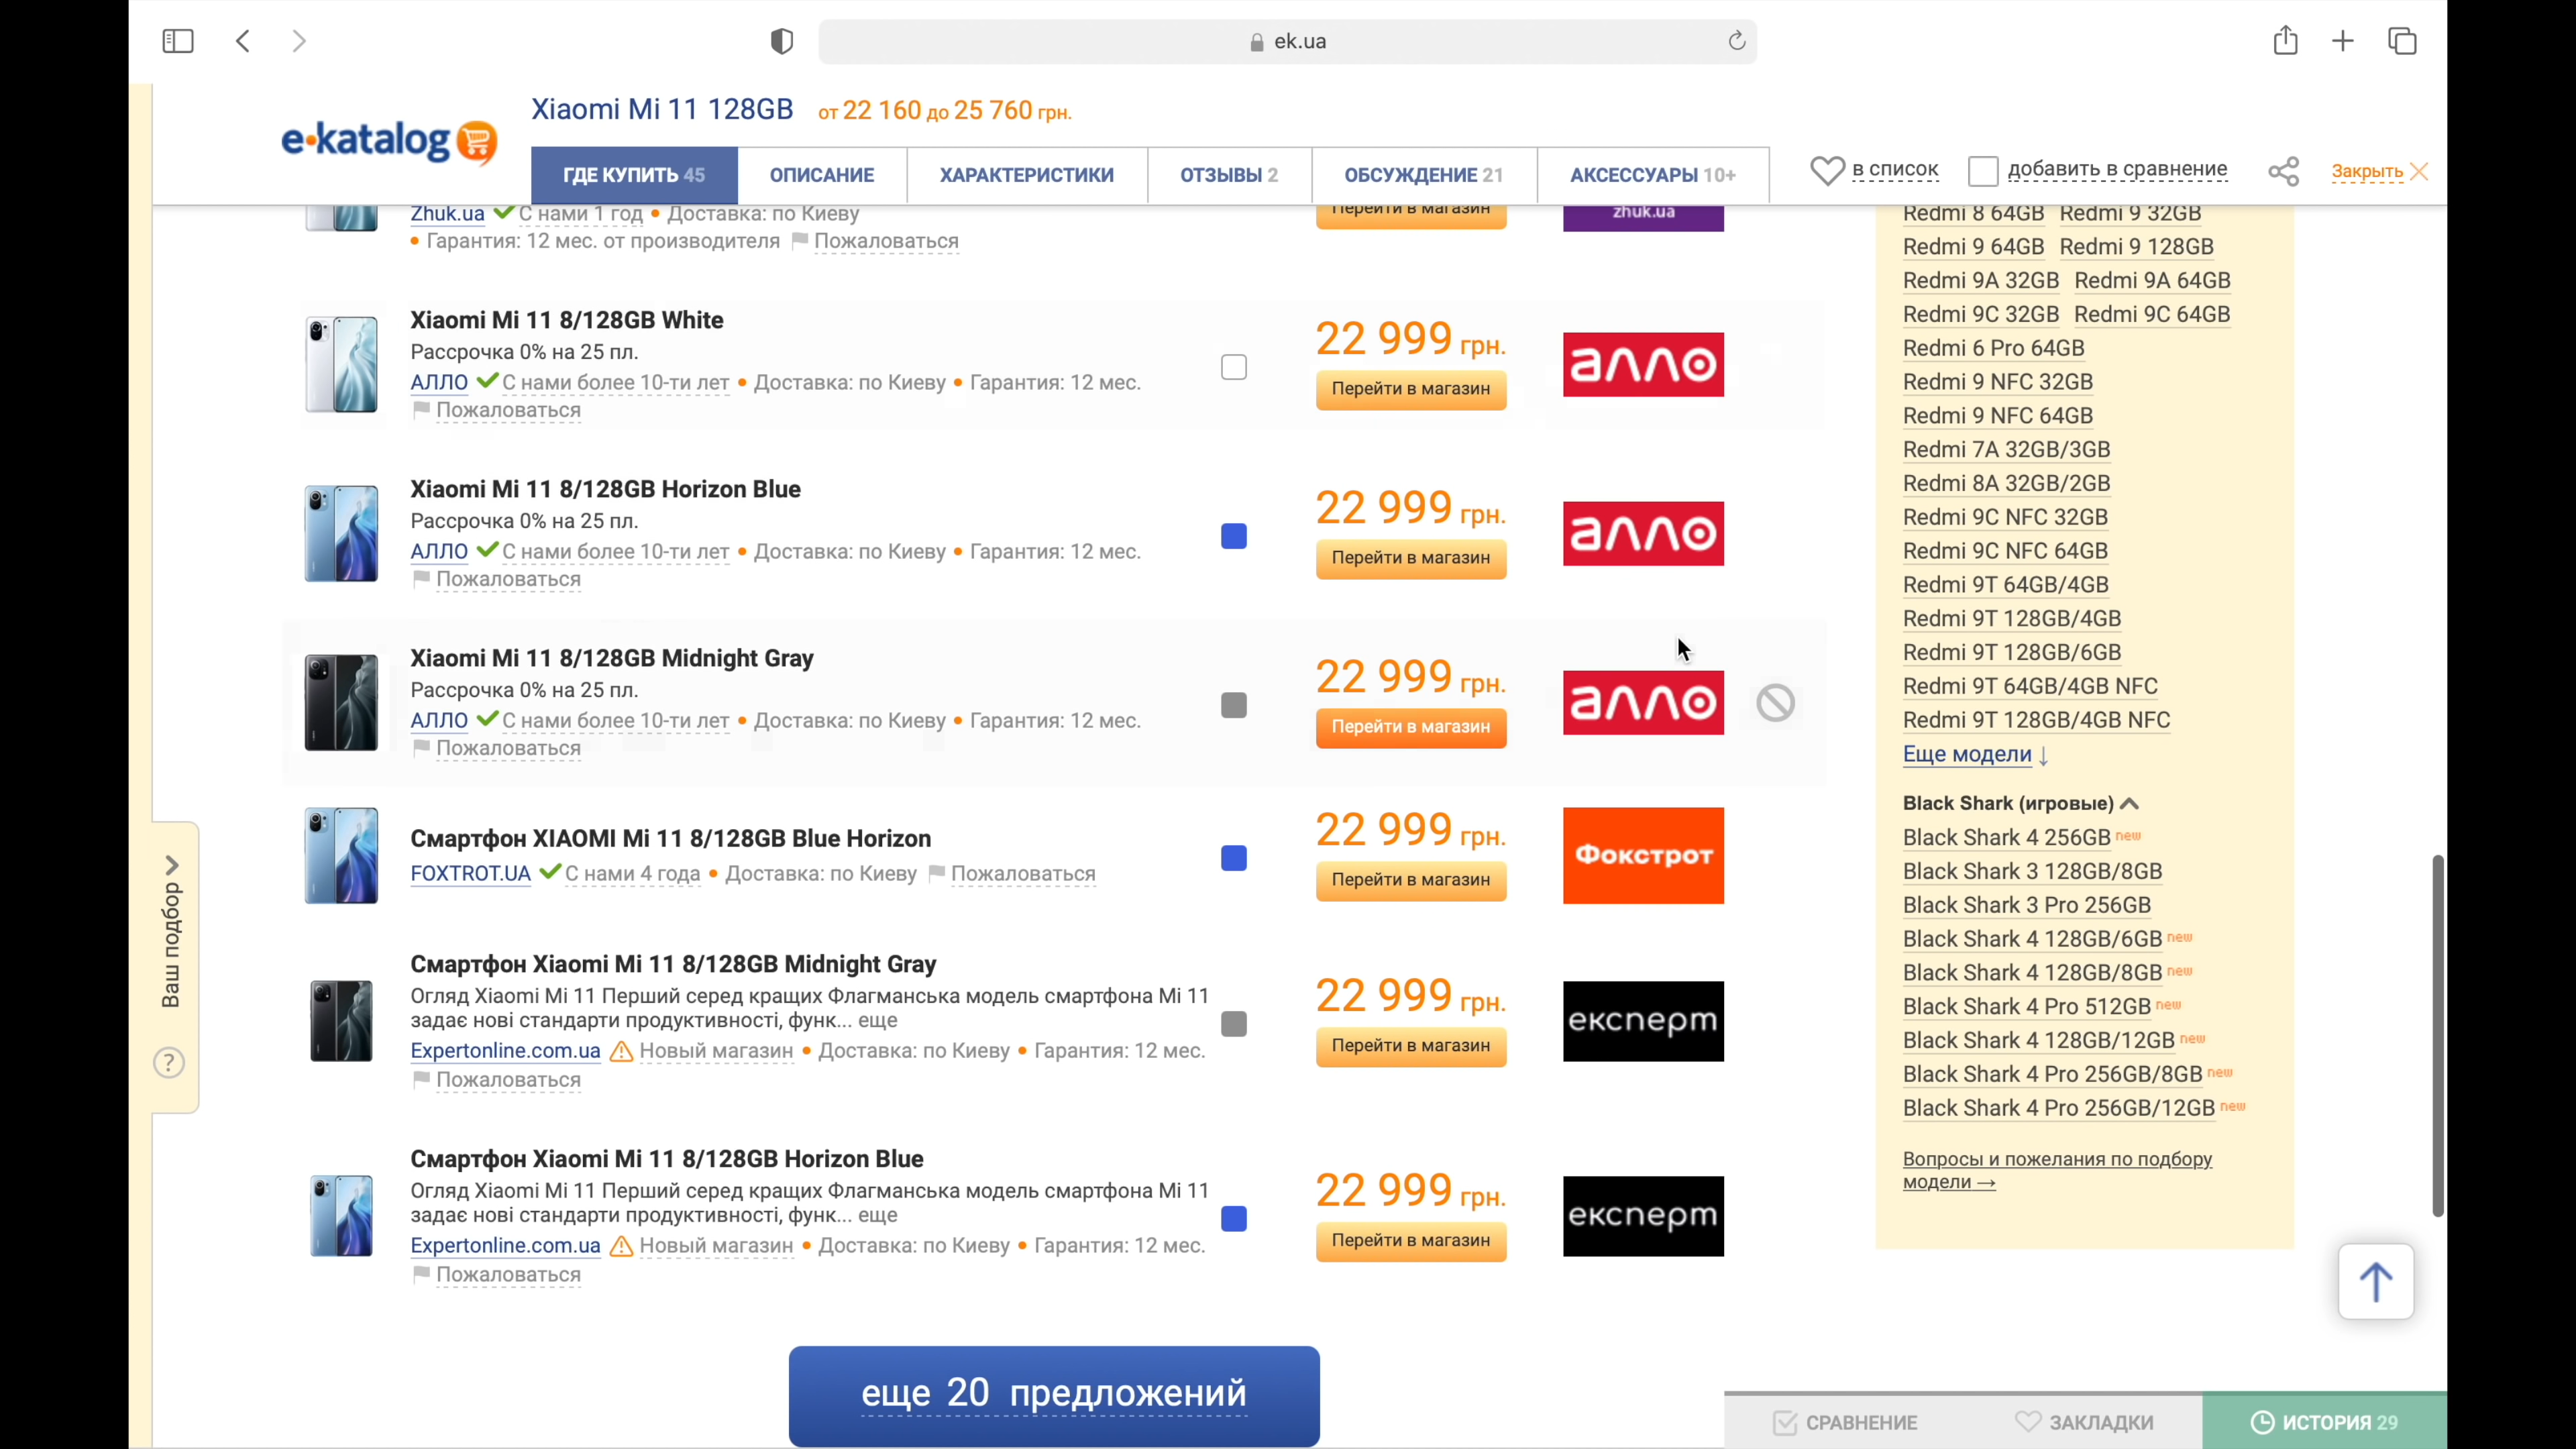 ek.ua
e-katalog
Xiaomi Mi 11 128GB от 22 160 до 25 760 грн.
ГДЕ КУПИТЬ 45 ОПИСАНИЕ ХАРАКТЕРИСТИКИ ОТЗЫВЫ 2 ОБСУЖДЕНИЕ 21 АКСЕССУАРЫ 10+
в список добавить в сравнение Закрыть
Zhuk.ua С нами 1 год • Доставка: по Киеву
• Гарантия: 12 мес. от производителя Пожаловаться
Перейти в магазин
zhuk.ua
Xiaomi Mi 11 8/128GB White
Рассрочка 0% на 25 пл.
АЛЛО С нами более 10-ти лет • Доставка: по Киеву • Гарантия: 12 мес.
Пожаловаться
22 999 грн.
Перейти в магазин
алло
Xiaomi Mi 11 8/128GB Horizon Blue
Рассрочка 0% на 25 пл.
АЛЛО С нами более 10-ти лет • Доставка: по Киеву • Гарантия: 12 мес.
Пожаловаться
22 999 грн.
Перейти в магазин
алло
Xiaomi Mi 11 8/128GB Midnight Gray
Рассрочка 0% на 25 пл.
АЛЛО С нами более 10-ти лет • Доставка: по Киеву • Гарантия: 12 мес.
Пожаловаться
22 999 грн.
Перейти в магазин
алло
Смартфон XIAOMI Mi 11 8/128GB Blue Horizon
FOXTROT.UA С нами 4 года • Доставка: по Киеву Пожаловаться
22 999 грн.
Перейти в магазин
Фокстрот
Смартфон Xiaomi Mi 11 8/128GB Midnight Gray
Огляд Xiaomi Mi 11 Перший серед кращих Флагманська модель смартфона Mi 11
задає нові стандарти продуктивності, функ... еще
Expertonline.com.ua Новый магазин • Доставка: по Киеву • Гарантия: 12 мес.
Пожаловаться
22 999 грн.
Перейти в магазин
експерт
Смартфон Xiaomi Mi 11 8/128GB Horizon Blue
Огляд Xiaomi Mi 11 Перший серед кращих Флагманська модель смартфона Mi 11
задає нові стандарти продуктивності, функ... еще
Expertonline.com.ua Новый магазин • Доставка: по Киеву • Гарантия: 12 мес.
Пожаловаться
22 999 грн.
Перейти в магазин
експерт
еще 20 предложений
Ваш подбор
?
Redmi 8 64GB Redmi 9 32GB
Redmi 9 64GB Redmi 9 128GB
Redmi 9A 32GB Redmi 9A 64GB
Redmi 9C 32GB Redmi 9C 64GB
Redmi 6 Pro 64GB
Redmi 9 NFC 32GB
Redmi 9 NFC 64GB
Redmi 7A 32GB/3GB
Redmi 8A 32GB/2GB
Redmi 9C NFC 32GB
Redmi 9C NFC 64GB
Redmi 9T 64GB/4GB
Redmi 9T 128GB/4GB
Redmi 9T 128GB/6GB
Redmi 9T 64GB/4GB NFC
Redmi 9T 128GB/4GB NFC
Еще модели ↓
Black Shark (игровые)
Black Shark 4 256GB new
Black Shark 3 128GB/8GB
Black Shark 3 Pro 256GB
Black Shark 4 128GB/6GB new
Black Shark 4 128GB/8GB new
Black Shark 4 Pro 512GB new
Black Shark 4 128GB/12GB new
Black Shark 4 Pro 256GB/8GB new
Black Shark 4 Pro 256GB/12GB new
Вопросы и пожелания по подбору
модели →
СРАВНЕНИЕ ЗАКЛАДКИ ИСТОРИЯ 29